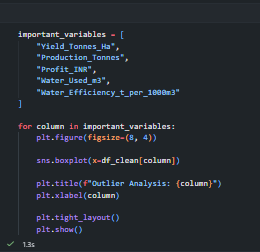 important_variables = [
    "Yield_Tonnes_Ha",
    "Production_Tonnes",
    "Profit_INR",
    "Water_Used_m3",
    "Water_Efficiency_t_per_1000m3"
]
for column in important_variables:
    plt.figure(figsize=(8, 4))
    sns.boxplot(x=df_clean[column])
    plt.title(f"Outlier Analysis: {column}")
    plt.xlabel(column)
    plt.tight_layout()
    plt.show()
1.3s